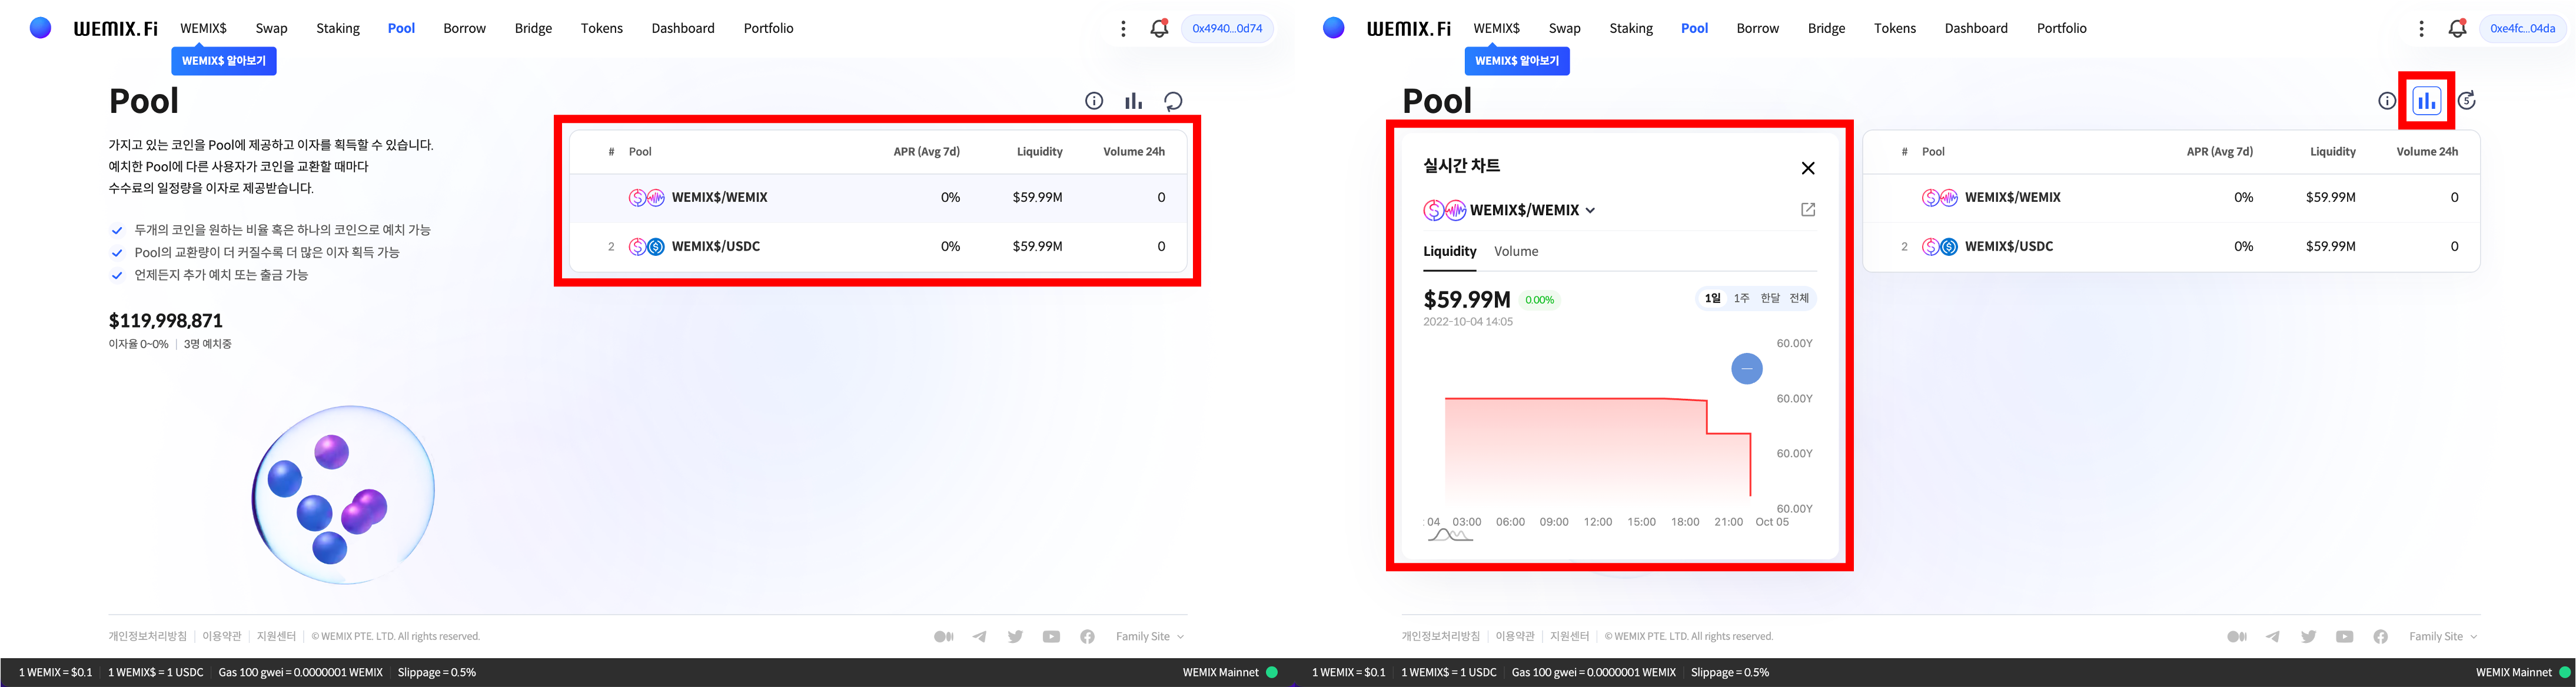 WEMIX.Fi WEMIX$ Swap Staking Pool Borrow Bridge Tokens Dashboard Portfolio 0x4940...0d74
WEMIX$ 알아보기
Pool
가지고 있는 코인을 Pool에 제공하고 이자를 획득할 수 있습니다.
예치한 Pool에 다른 사용자가 코인을 교환할 때마다
수수료의 일정량을 이자로 제공받습니다.
두개의 코인을 원하는 비율 혹은 하나의 코인으로 예치 가능
Pool의 교환량이 더 커질수록 더 많은 이자 획득 가능
언제든지 추가 예치 또는 출금 가능
$119,998,871
이자율 0~0% | 3명 예치중
# Pool APR (Avg 7d) Liquidity Volume 24h
WEMIX$/WEMIX 0% $59.99M 0
2 WEMIX$/USDC 0% $59.99M 0
개인정보처리방침 이용약관 지원센터 © WEMIX PTE. LTD. All rights reserved. Family Site
1 WEMIX = $0.1 1 WEMIX$ = 1 USDC Gas 100 gwei = 0.0000001 WEMIX Slippage = 0.5% WEMIX Mainnet
WEMIX.Fi WEMIX$ Swap Staking Pool Borrow Bridge Tokens Dashboard Portfolio 0xe4fc...04da
WEMIX$ 알아보기
Pool
5
실시간 차트
WEMIX$/WEMIX
Liquidity Volume
$59.99M 0.00% 1일 1주 한달 전체
2022-10-04 14:05
60.00Y
60.00Y
60.00Y
60.00Y
04 03:00 06:00 09:00 12:00 15:00 18:00 21:00 Oct 05
# Pool APR (Avg 7d) Liquidity Volume 24h
WEMIX$/WEMIX 0% $59.99M 0
2 WEMIX$/USDC 0% $59.99M 0
개인정보처리방침 이용약관 지원센터 © WEMIX PTE. LTD. All rights reserved. Family Site
1 WEMIX = $0.1 1 WEMIX$ = 1 USDC Gas 100 gwei = 0.0000001 WEMIX Slippage = 0.5% WEMIX Mainnet